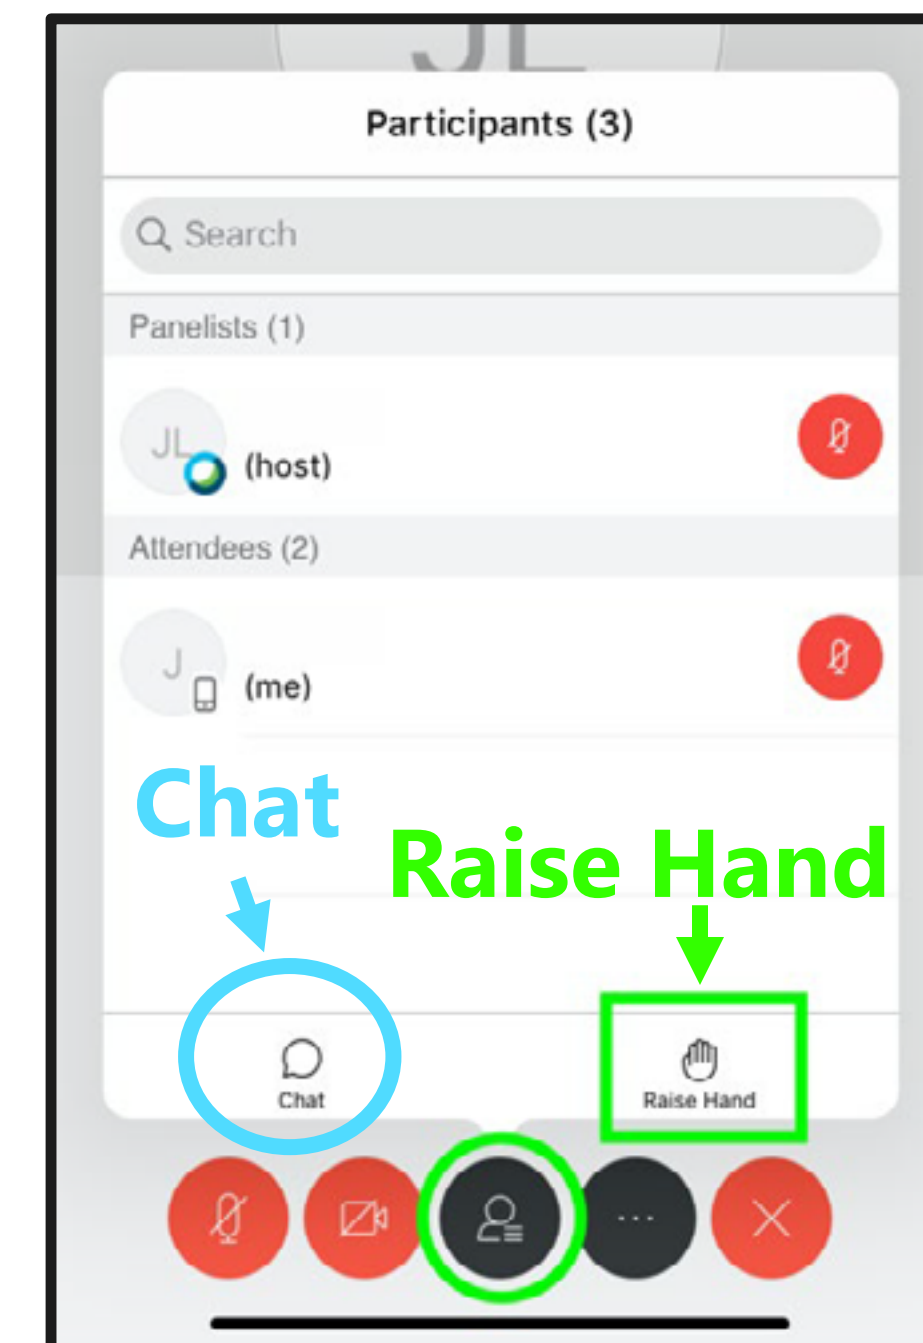 JL
Participants (3)
Search
Panelists (1)
JL
(host)
Attendees (2)
J
(me)
Chat
Raise Hand
Chat
Raise Hand